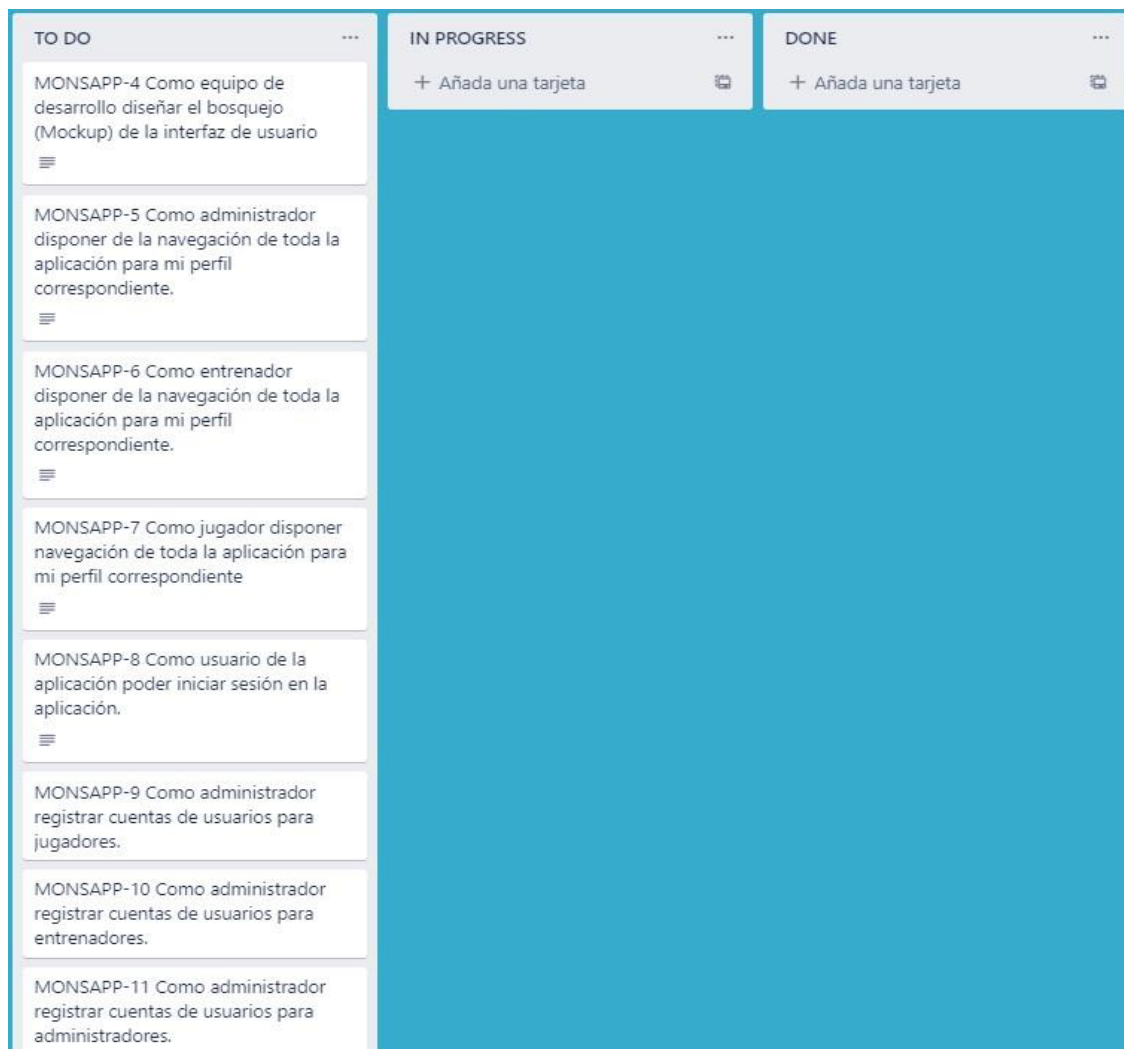 TO DO
MONSAPP-4 Como equipo de
desarrollo diseñar el bosquejo
(Mockup) de la interfaz de usuario
MONSAPP-5 Como administrador
disponer de la navegación de toda la
aplicación para mi perfil
correspondiente.
MONSAPP-6 Como entrenador
disponer de la navegación de toda la
aplicación para mi perfil
correspondiente.
MONSAPP-7 Como jugador disponer
navegación de toda la aplicación para
mi perfil correspondiente
MONSAPP-8 Como usuario de la
aplicación poder iniciar sesión en la
aplicación.
MONSAPP-9 Como administrador
registrar cuentas de usuarios para
jugadores.
MONSAPP-10 Como administrador
registrar cuentas de usuarios para
entrenadores.
MONSAPP-11 Como administrador
registrar cuentas de usuarios para
administradores.
IN PROGRESS
+ Añada una tarjeta
DONE
+ Añada una tarjeta